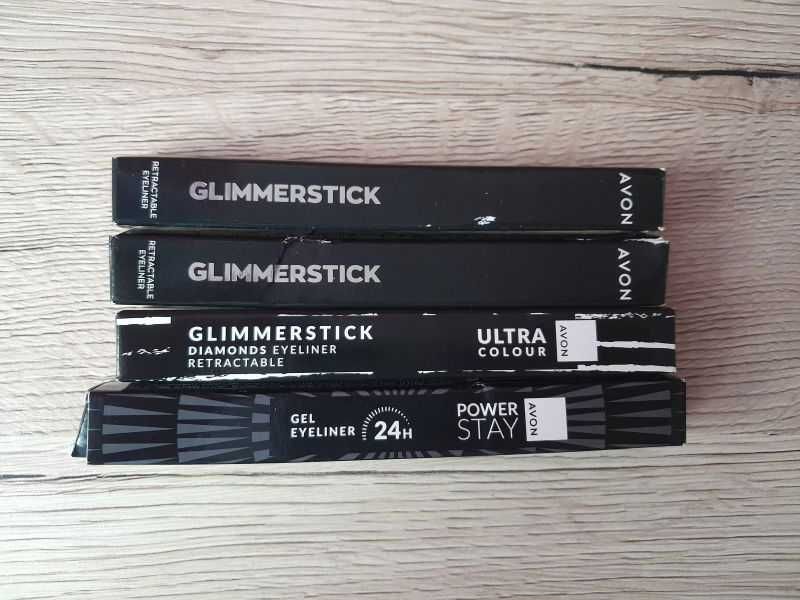 RETRACTABLE
EYELINER
GLIMMERSTICK
AVON
RETRACTABLE
EYELINER
GLIMMERSTICK
AVON
GLIMMERSTICK
DIAMONDS EYELINER
RETRACTABLE
ULTRA
COLOUR
AVON
GEL
EYELINER
24H
POWER
STAY
AVON